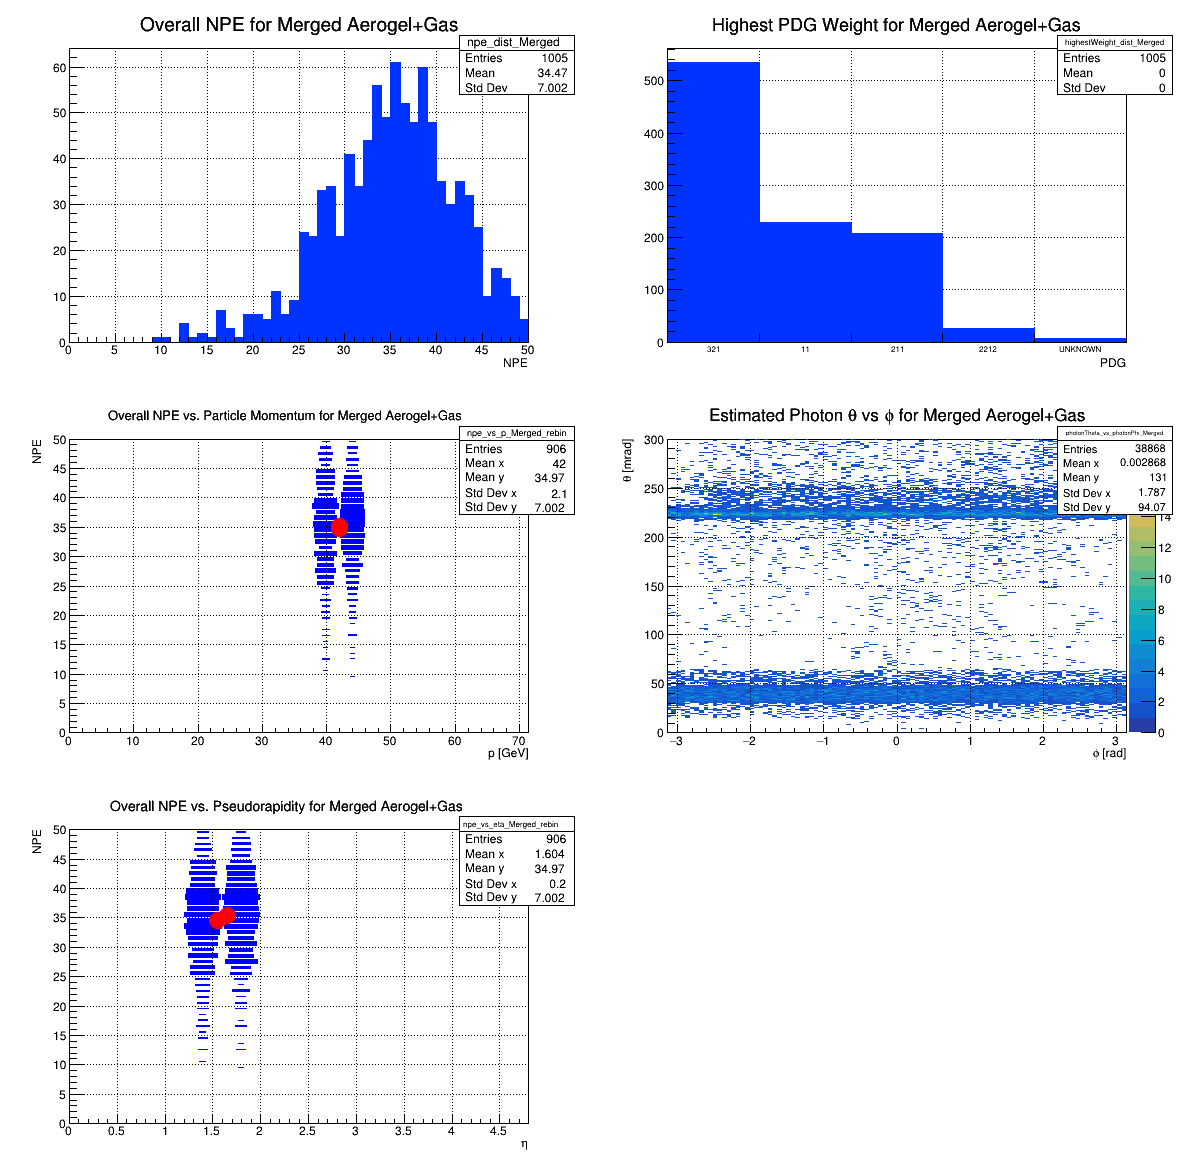 Overall NPE for Merged Aerogel+Gas
npe_dist_Merged
Entries 1005
Mean 34.47
Std Dev 7.002
60
50
40
30
20
10
0
0 5 10 15 20 25 30 35 40 45 50
NPE
Highest PDG Weight for Merged Aerogel+Gas
highestWeight_dist_Merged
Entries 1005
Mean 0
Std Dev 0
500
400
300
200
100
0
321 11 211 2212 UNKNOWN
PDG
Overall NPE vs. Particle Momentum for Merged Aerogel+Gas
npe_vs_p_Merged_rebin
Entries 906
Mean x 42
Mean y 34.97
Std Dev x 2.1
Std Dev y 7.002
NPE
50
45
40
35
30
25
20
15
10
5
0
0 10 20 30 40 50 60 70
p [GeV]
Estimated Photon θ vs ϕ for Merged Aerogel+Gas
photonTheta_vs_photonPhi_Merged
Entries 38868
Mean x 0.002868
Mean y 131
Std Dev x 1.787
Std Dev y 94.07
θ [mrad]
300
250
200
150
100
50
0
−3 −2 −1 0 1 2 3
ϕ [rad]
14
12
10
8
6
4
2
0
Overall NPE vs. Pseudorapidity for Merged Aerogel+Gas
npe_vs_eta_Merged_rebin
Entries 906
Mean x 1.604
Mean y 34.97
Std Dev x 0.2
Std Dev y 7.002
NPE
50
45
40
35
30
25
20
15
10
5
0
0 0.5 1 1.5 2 2.5 3 3.5 4 4.5
η